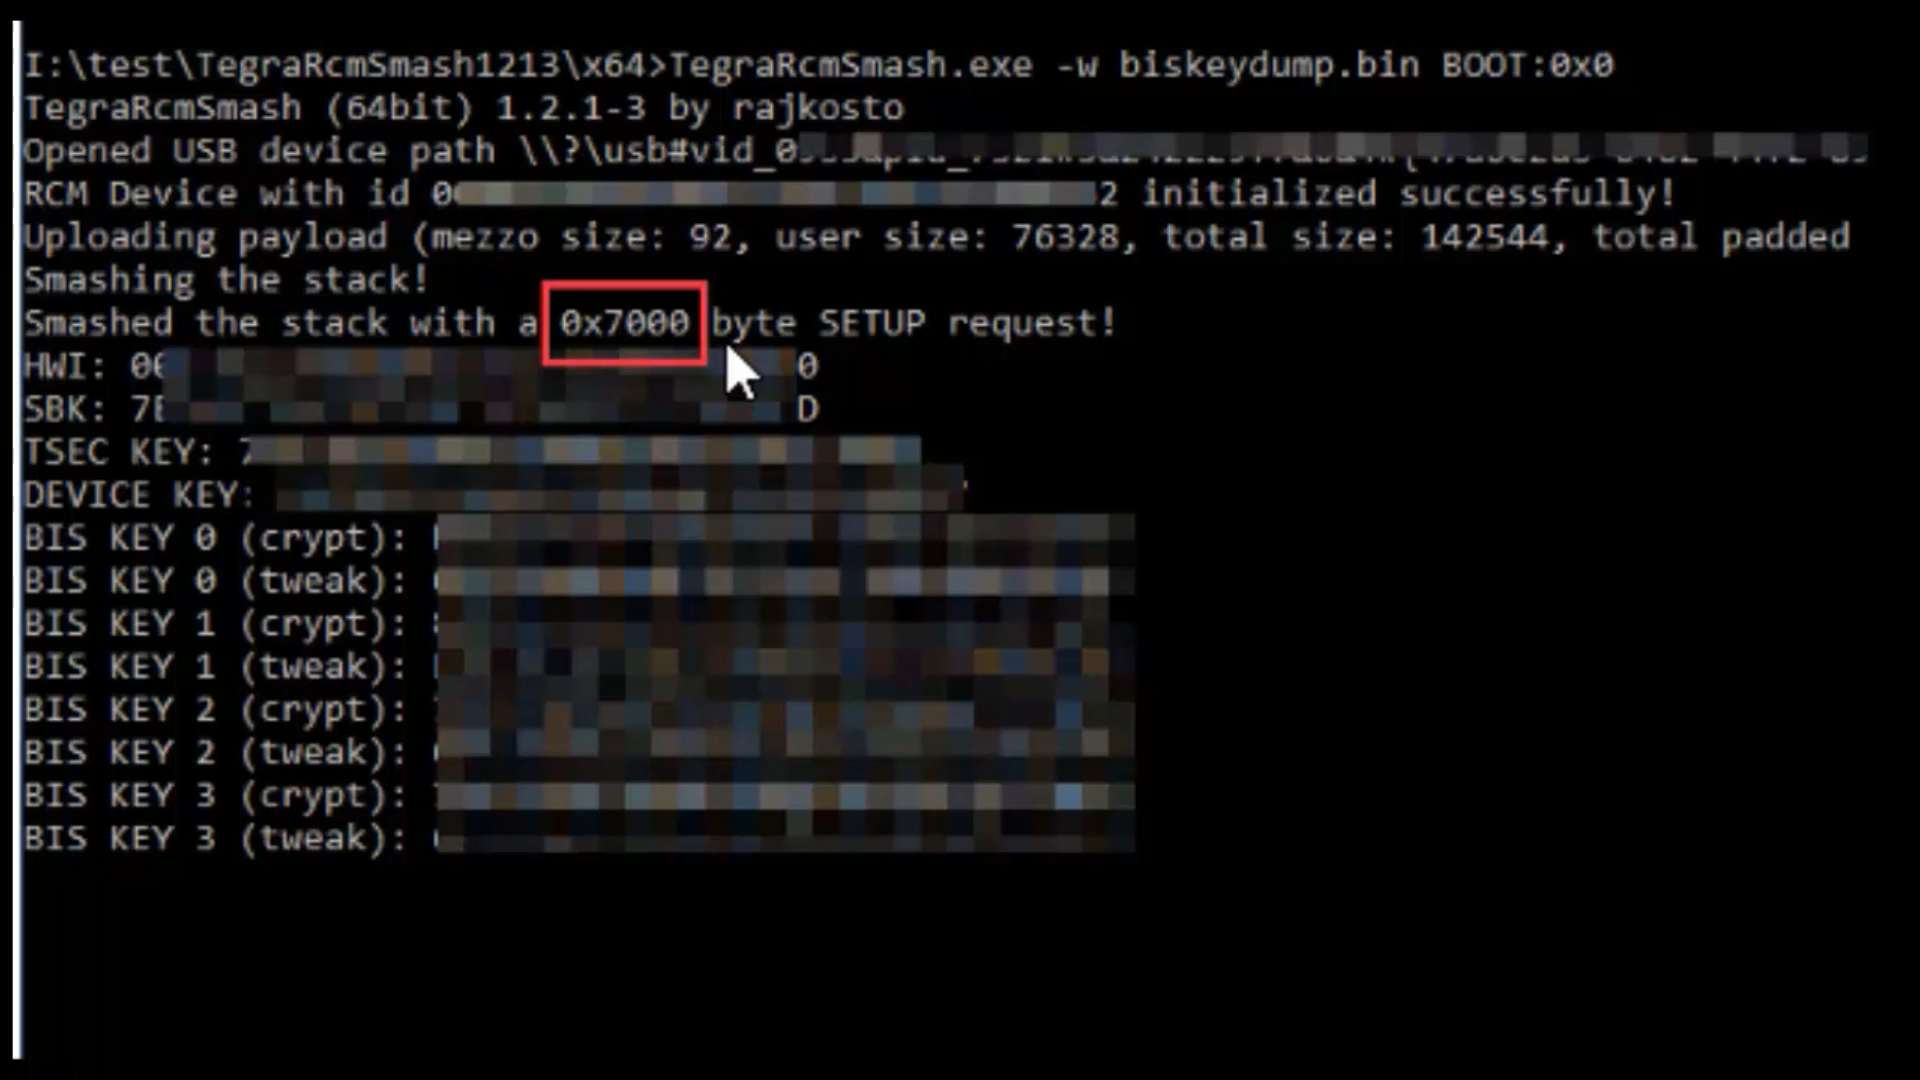 I:\test\TegraRcmSmash1213\x64>TegraRcmSmash.exe -w biskeydump.bin BOOT:0x0
TegraRcmSmash (64bit) 1.2.1-3 by rajkosto
Opened USB device path \\?\usb#vid_0
RCM Device with id 0 2 initialized successfully!
Uploading payload (mezzo size: 92, user size: 76328, total size: 142544, total padded
Smashing the stack!
Smashed the stack with a 0x7000 byte SETUP request!
HWI: 0 0
SBK: 7 D
TSEC KEY: 7
DEVICE KEY:
BIS KEY 0 (crypt):
BIS KEY 0 (tweak):
BIS KEY 1 (crypt):
BIS KEY 1 (tweak):
BIS KEY 2 (crypt):
BIS KEY 2 (tweak):
BIS KEY 3 (crypt):
BIS KEY 3 (tweak):